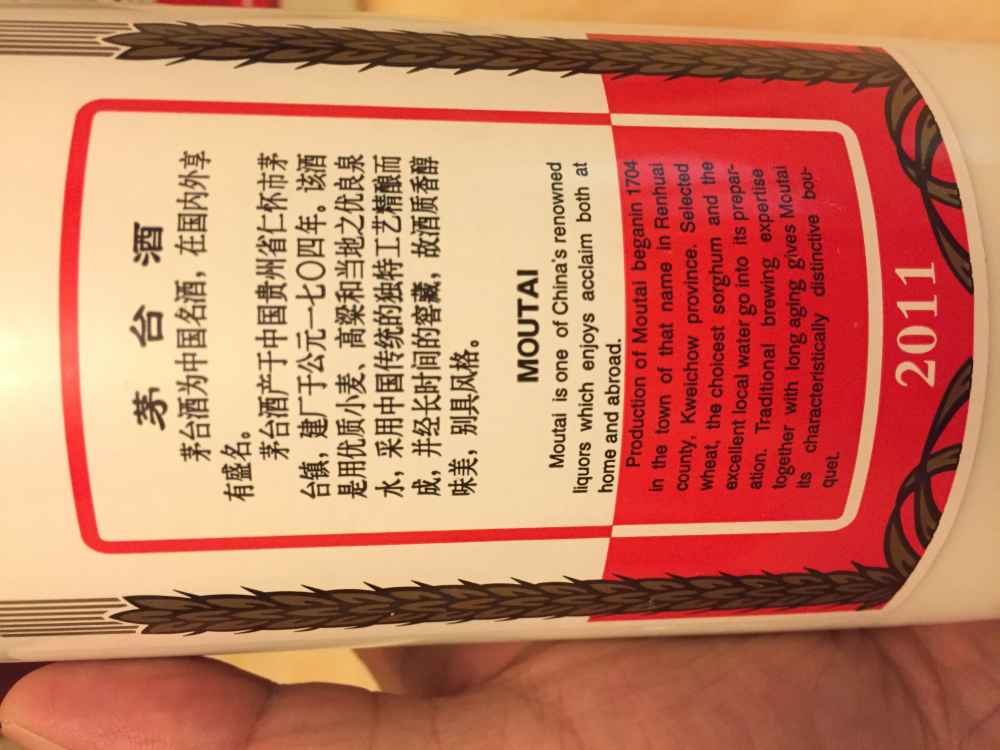 茅台酒
茅台酒为中国名酒，在国内外享
有盛名。
茅台酒产于中国贵州省仁怀市茅
台镇，建厂于公元一七〇四年。该酒
是用优质小麦、高粱和当地之优良泉
水，采用中国传统的独特工艺精酿而
成，并经长时间的窖藏，故酒质香醇
味美，别具风格。
MOUTAI
Moutai is one of China's renowned
liquors which enjoys acclaim both at
home and abroad.
Production of Moutai beganin 1704
in the town of that name in Renhuai
county, Kweichow province. Selected
wheat, the choicest sorghum and the
excellent local water go into its prepar-
ation. Traditional brewing expertise
together with long aging gives Moutai
its characteristically distinctive bou-
quet.
2011